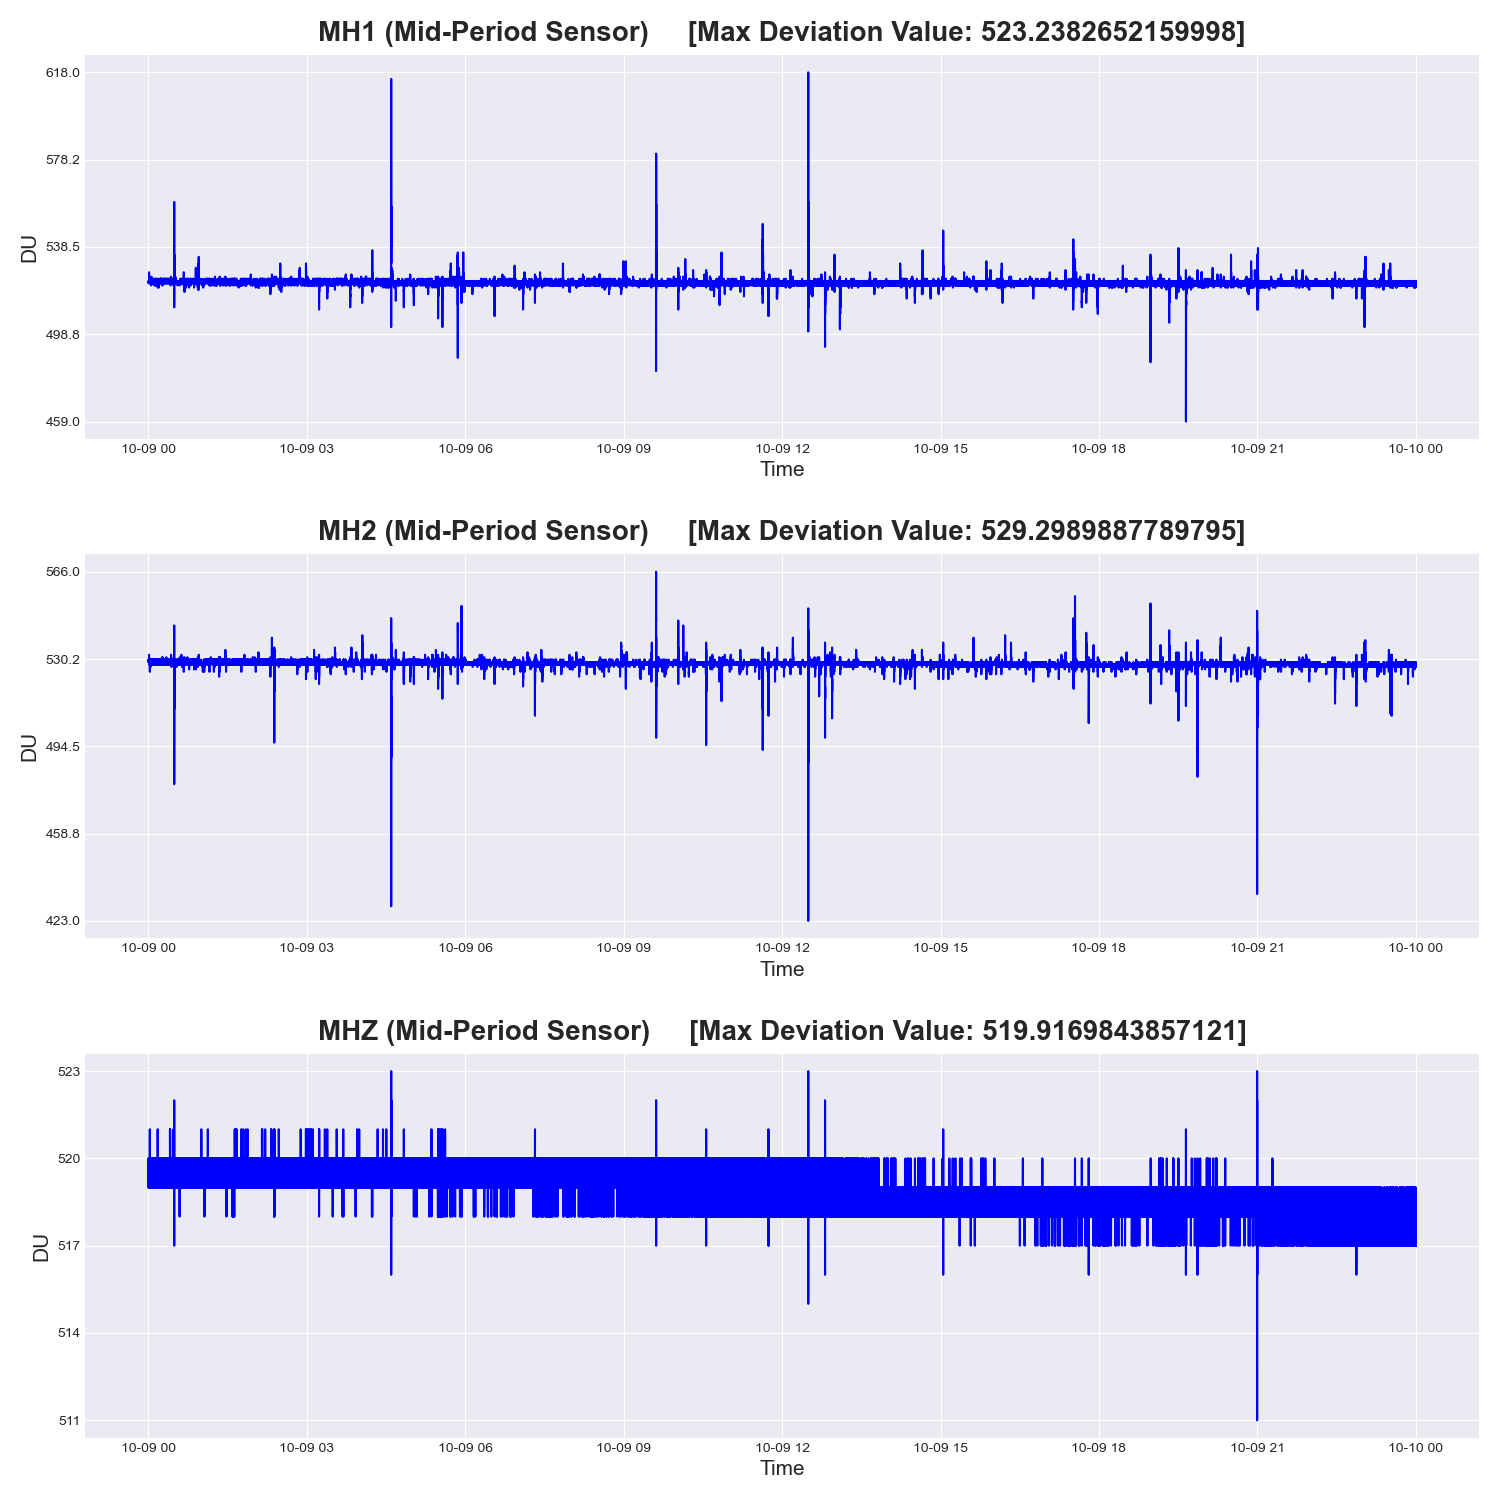 MH1 (Mid-Period Sensor)     [Max Deviation Value: 523.2382652159998]
618.0
578.2
538.5
498.8
459.0
DU
10-09 00 10-09 03 10-09 06 10-09 09 10-09 12 10-09 15 10-09 18 10-09 21 10-10 00
Time
MH2 (Mid-Period Sensor)     [Max Deviation Value: 529.2989887789795]
566.0
530.2
494.5
458.8
423.0
DU
10-09 00 10-09 03 10-09 06 10-09 09 10-09 12 10-09 15 10-09 18 10-09 21 10-10 00
Time
MHZ (Mid-Period Sensor)     [Max Deviation Value: 519.9169843857121]
523
520
517
514
511
DU
10-09 00 10-09 03 10-09 06 10-09 09 10-09 12 10-09 15 10-09 18 10-09 21 10-10 00
Time